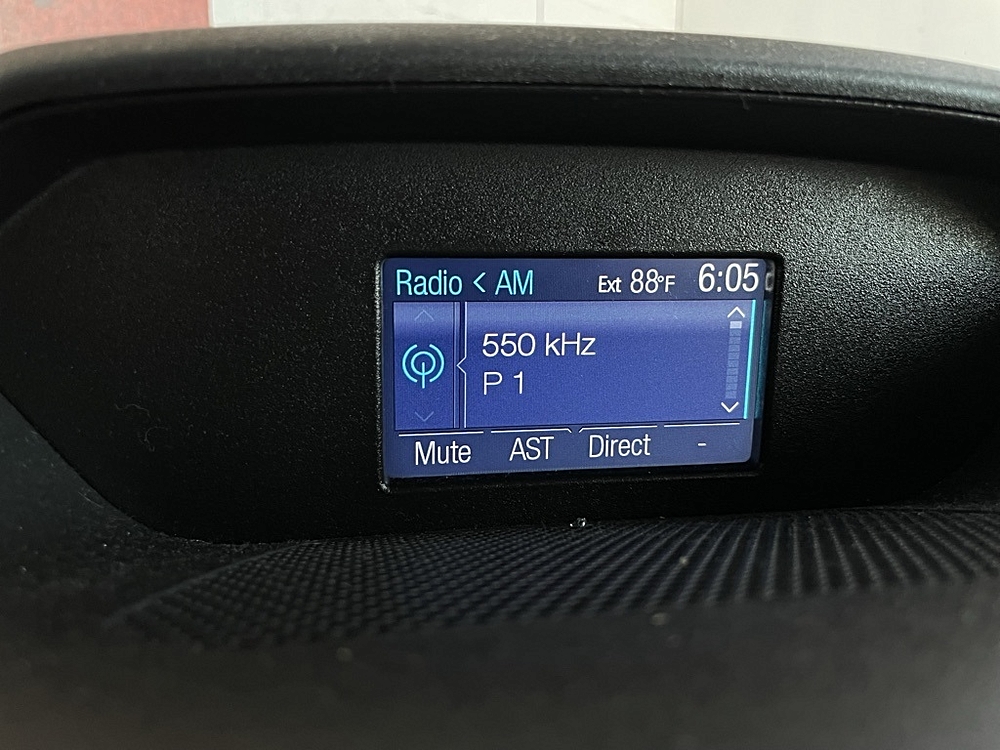 Radio < AM Ext 88°F 6:05
550 kHz
P 1
Mute AST Direct -